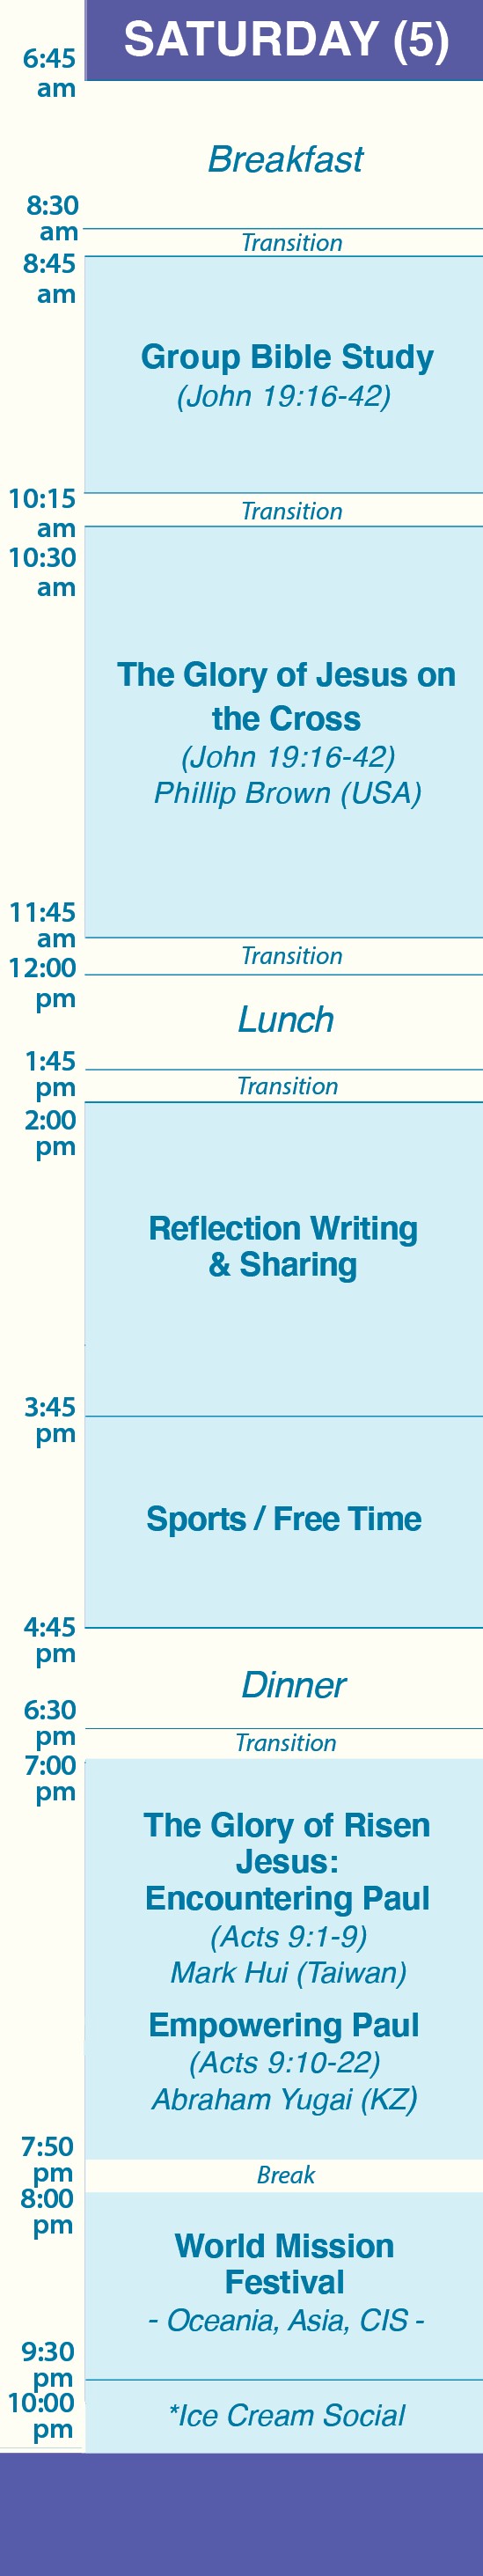 SATURDAY (5)
6:45
am
Breakfast
8:30
am
Transition
8:45
am
Group Bible Study
(John 19:16-42)
10:15
am
Transition
10:30
am
The Glory of Jesus on
the Cross
(John 19:16-42)
Phillip Brown (USA)
11:45
am
Transition
12:00
pm
Lunch
1:45
pm
Transition
2:00
pm
Reflection Writing
& Sharing
3:45
pm
Sports / Free Time
4:45
pm
Dinner
6:30
pm
Transition
7:00
pm
The Glory of Risen
Jesus:
Encountering Paul
(Acts 9:1-9)
Mark Hui (Taiwan)
Empowering Paul
(Acts 9:10-22)
Abraham Yugai (KZ)
7:50
pm
Break
8:00
pm
World Mission
Festival
- Oceania, Asia, CIS -
9:30
pm
10:00
pm
*Ice Cream Social